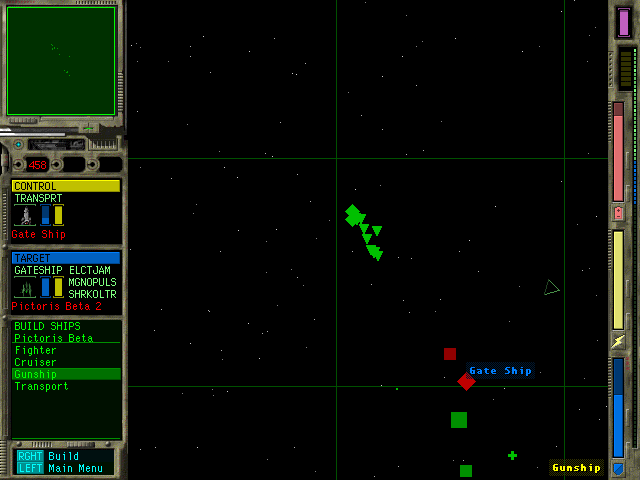 458
CONTROL
TRANSPRT
Gate Ship
TARGET
GATESHIP ELCTJAM
MGNOPULS
SHRKOLTR
Pictoris Beta 2
BUILD SHIPS
Pictoris Beta
Fighter
Cruiser
Gunship
Transport
RGHT Build
LEFT Main Menu
Gate Ship
Gunship